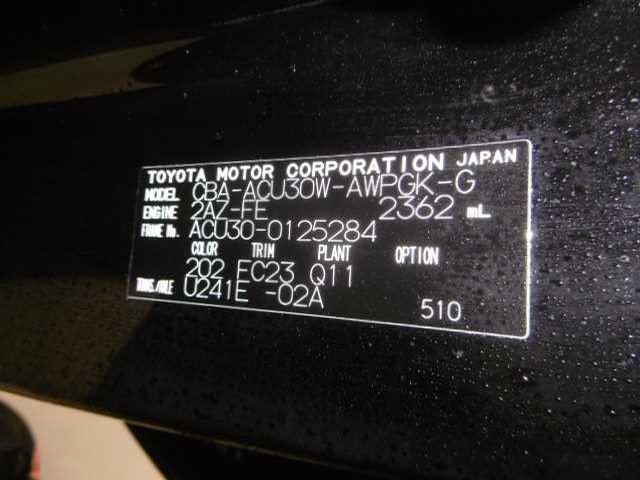 TOYOTA MOTOR CORPORATION JAPAN
MODEL CBA-ACU30W-AWPGK-G
ENGINE 2AZ-FE 2362 mL
FRAME No. ACU30-0125284
COLOR TRIM PLANT OPTION
202 FC23 Q11
TRANS./AXLE U241E -02A
510